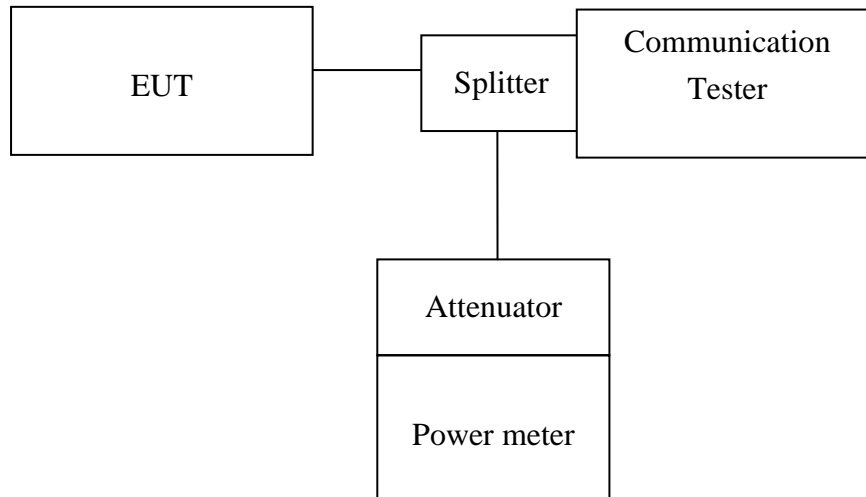 EUT
Splitter
Communication
Tester
Attenuator
Power meter